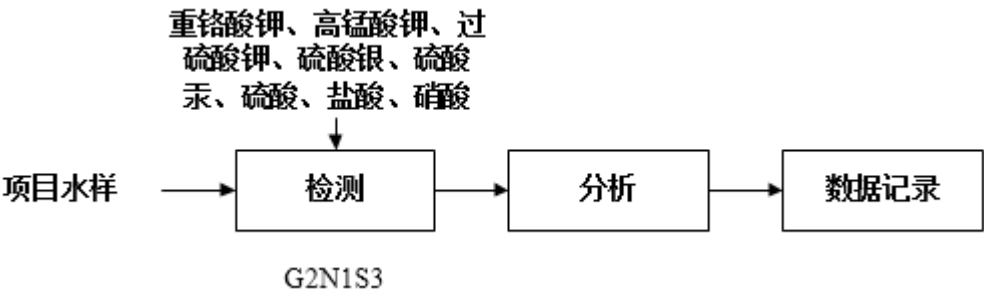 重铬酸钾、高锰酸钾、过
硫酸钾、硫酸银、硫酸
汞、硫酸、盐酸、硝酸
项目水样
检测
分析
数据记录
G2N1S3